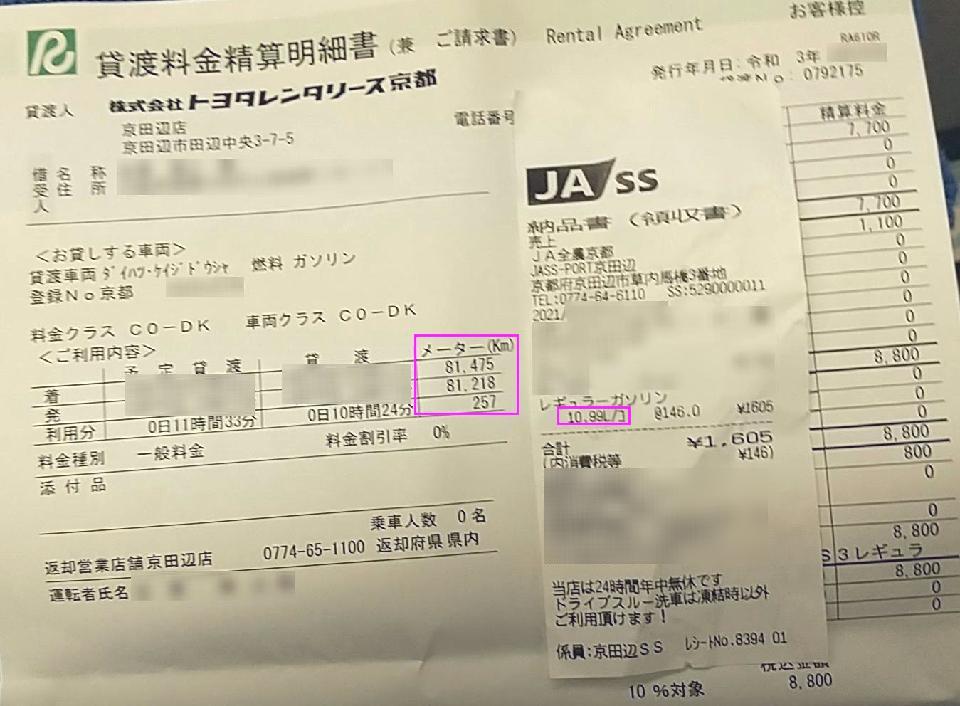 お客様控
貸渡料金精算明細書(兼 ご請求書) Rental Agreement
RA610R
発行年月日:令和 3年
No: 0792175
貸渡人 株式会社トヨタレンタリース京都
京田辺店
京田辺市田辺中央3-7-5
電話番号
借 名 称
受 住 所
人
<お貸しする車両>
貸渡車両 ﾀﾞｲﾊﾂ･ｹｲｼﾞﾄﾞｳｼｬ 燃料 ガソリン
登録No 京都
料金クラス CO-DK 車両クラス CO-DK
<ご利用内容>
予 定 貸 渡 貸 渡 メーター(Km)
着 81,475
発 81,218
利用分 0日11時間33分 0日10時間24分 257
料金種別 一般料金 料金割引率 0%
添付品
乗車人数 0名
返却営業店舗 京田辺店 0774-65-1100 返却府県 県内
運転者氏名
JA/SS
納品書 (領収書)
売上
JA全農京都
JASS-PORT京田辺
京都府京田辺市草内馬機3番地
TEL:0774-64-6110 SS:5290000011
2021/
レギュラーガソリン
10.99L/ｺ @146.0 ¥1605
合計 ¥1,605
(内消費税等 ¥146)
当店は24時間年中無休です
ドライブスルー洗車は凍結時以外
ご利用頂けます!
係員:京田辺SS ﾚｼｰﾄNo.8394 01
精算料金
7,700
0
0
0
7,700
1,100
0
0
0
0
0
8,800
0
0
0
8,800
800
0
0
8,800
S3レギュラ
8,800
0
0
税込金額
10%対象 8,800